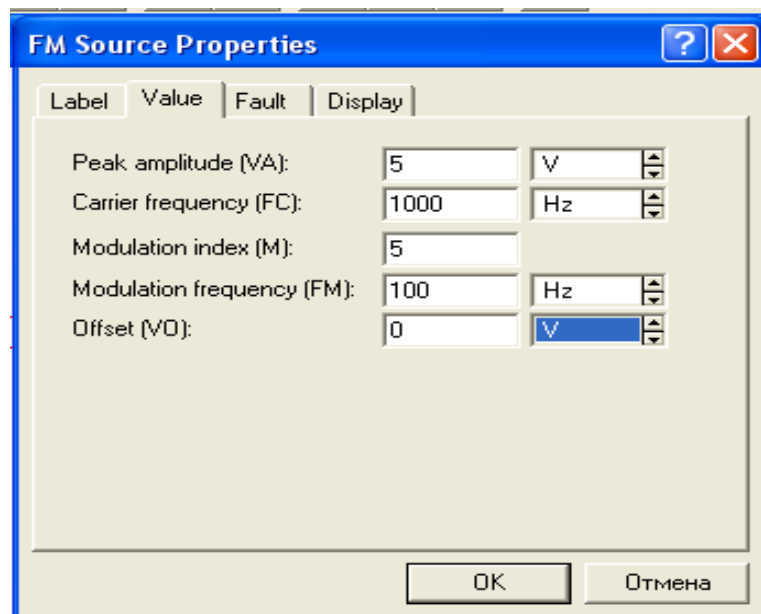 FM Source Properties
Label Value Fault Display
Peak amplitude (VA): 5 V
Carrier frequency (FC): 1000 Hz
Modulation index (M): 5
Modulation frequency (FM): 100 Hz
Offset (VO): 0 V
OK Отмена